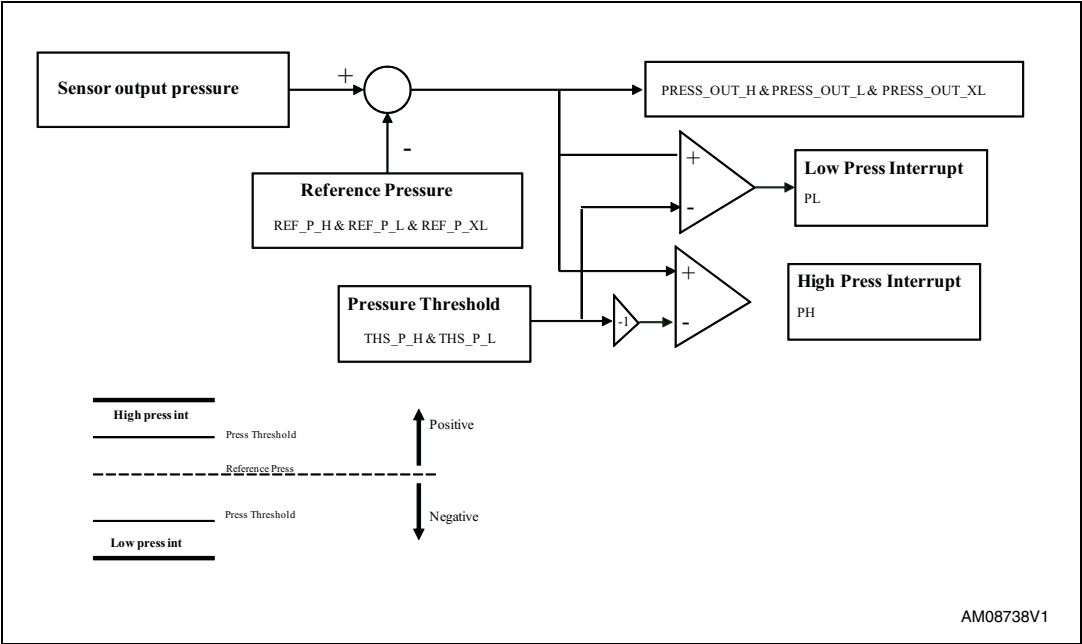 Sensor output pressure
+
PRESS_OUT_H & PRESS_OUT_L & PRESS_OUT_XL
-
Reference Pressure
REF_P_H & REF_P_L & REF_P_XL
+
-
Low Press Interrupt
PL
Pressure Threshold
THS_P_H & THS_P_L
-1
+
-
High Press Interrupt
PH
High press int
Press Threshold
Reference Press
Press Threshold
Low press int
Positive
Negative
AM08738V1